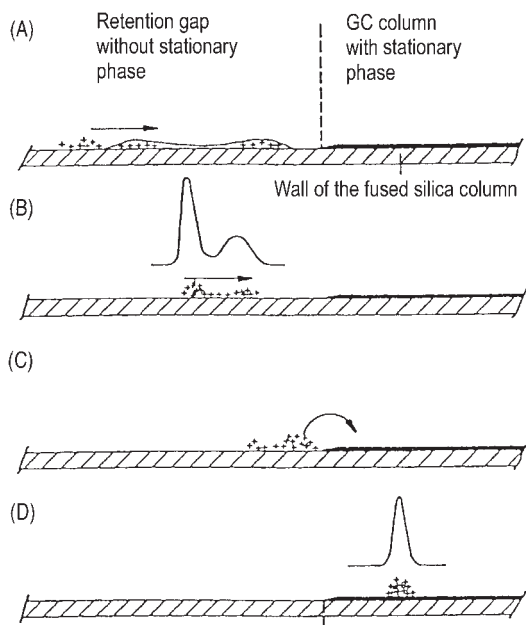 (A)
Retention gap
without stationary
phase
GC column
with stationary
phase
Wall of the fused silica column
(B)
(C)
(D)